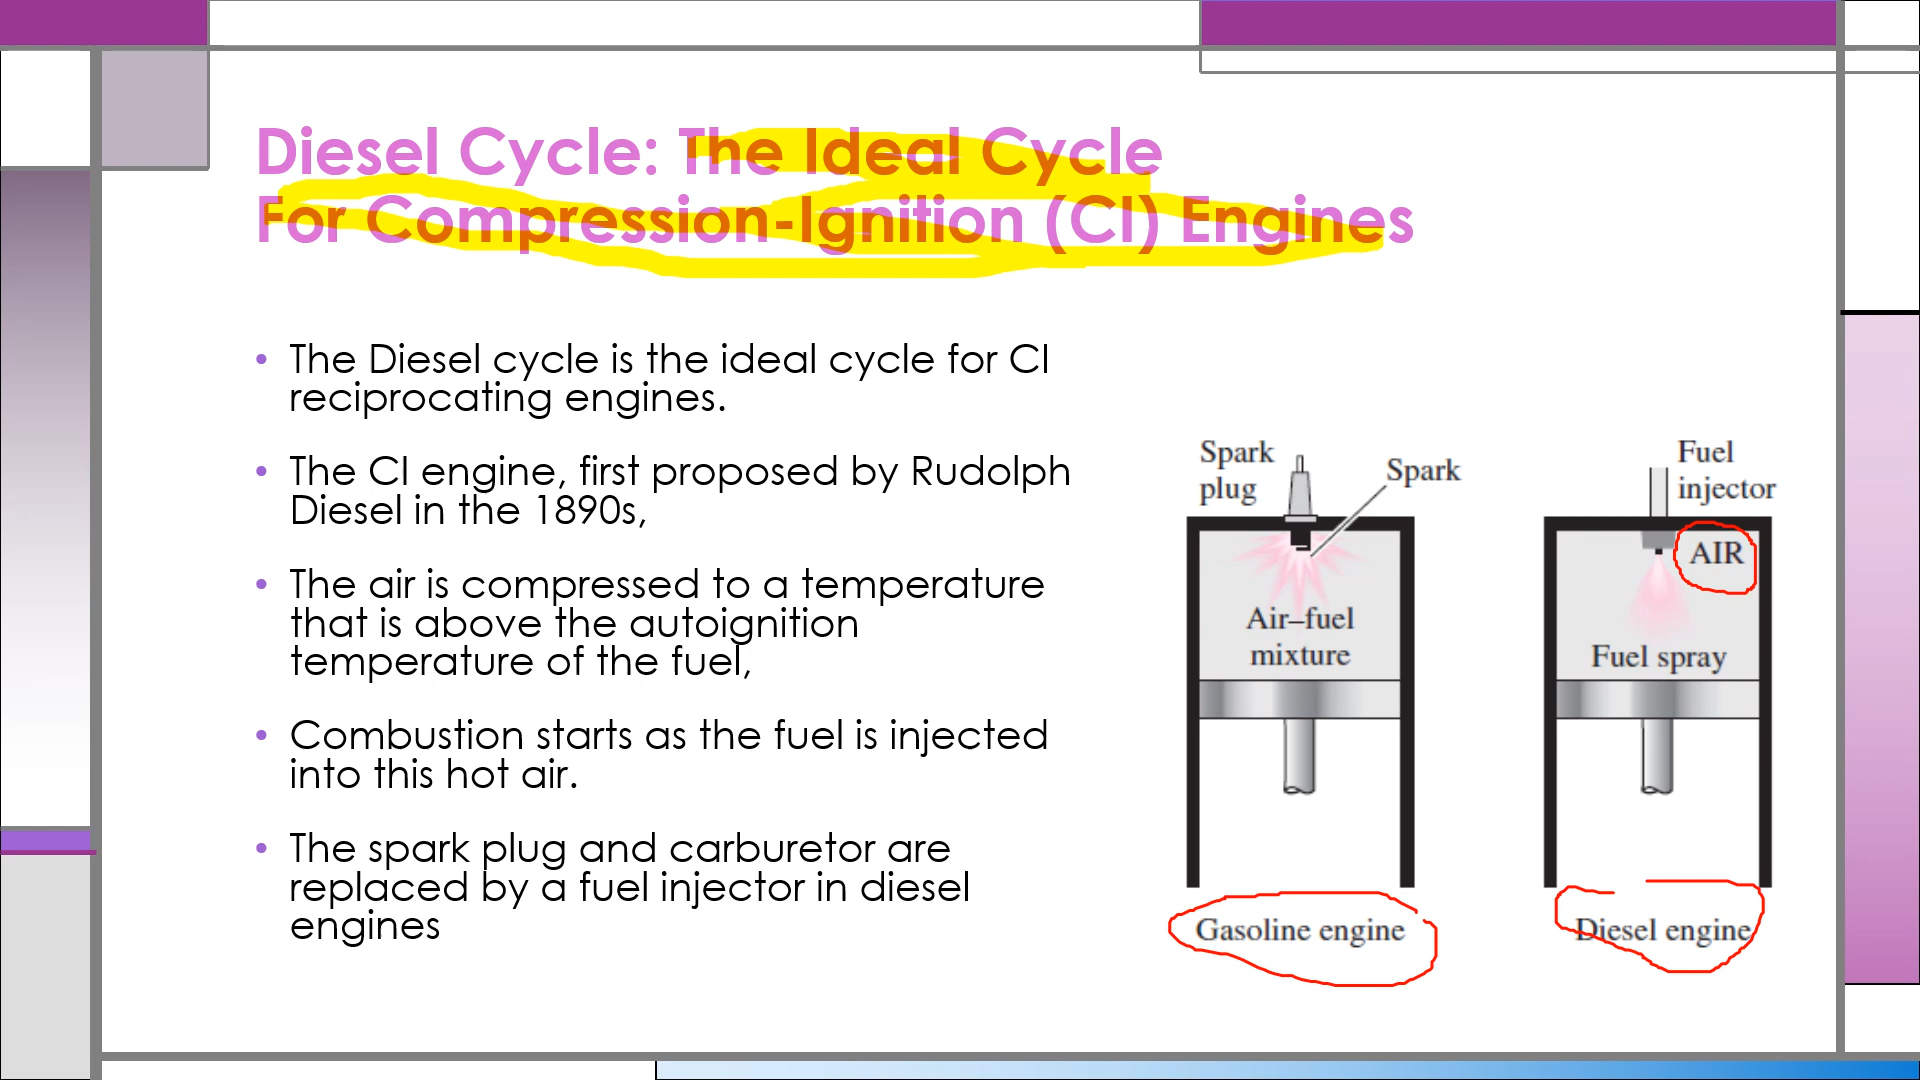 Diesel Cycle: The Ideal Cycle
For Compression-Ignition (CI) Engines
• The Diesel cycle is the ideal cycle for CI
reciprocating engines.
• The CI engine, first proposed by Rudolph
Diesel in the 1890s,
• The air is compressed to a temperature
that is above the autoignition
temperature of the fuel,
• Combustion starts as the fuel is injected
into this hot air.
• The spark plug and carburetor are
replaced by a fuel injector in diesel
engines
Spark
plug
Spark
Air–fuel
mixture
Gasoline engine
Fuel
injector
AIR
Fuel spray
Diesel engine